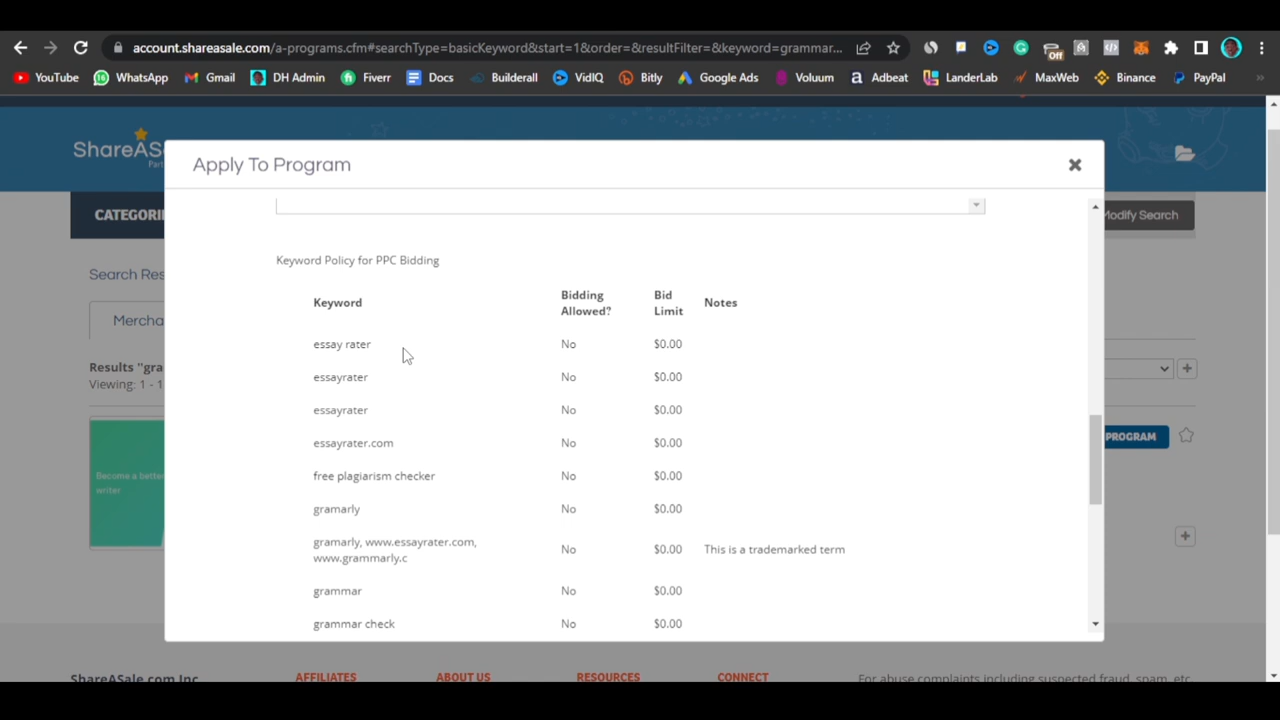 account.shareasale.com/a-programs.cfm#searchType=basicKeyword&start=1&order=&resultFilter=&keyword=grammar...
Off
YouTube WhatsApp Gmail DH Admin Fiverr Docs Builderall VidIQ Bitly Google Ads Voluum Adbeat LanderLab MaxWeb Binance PayPal »
ShareASa
Part
Apply To Program
CATEGORI
Modify Search
Keyword Policy for PPC Bidding
Search Res
Mercha
Results "gra
Viewing: 1 - 1
Keyword Bidding Allowed? Bid Limit Notes
essay rater No $0.00
essayrater No $0.00
essayrater No $0.00
essayrater.com No $0.00
free plagiarism checker No $0.00
gramarly No $0.00
gramarly, www.essayrater.com,
www.grammarly.c No $0.00 This is a trademarked term
grammar No $0.00
grammar check No $0.00
PROGRAM
Become a better
writer
ShareASale.com Inc
AFFILIATES ABOUT US RESOURCES CONNECT
For abuse complaints including suspected fraud, spam, etc